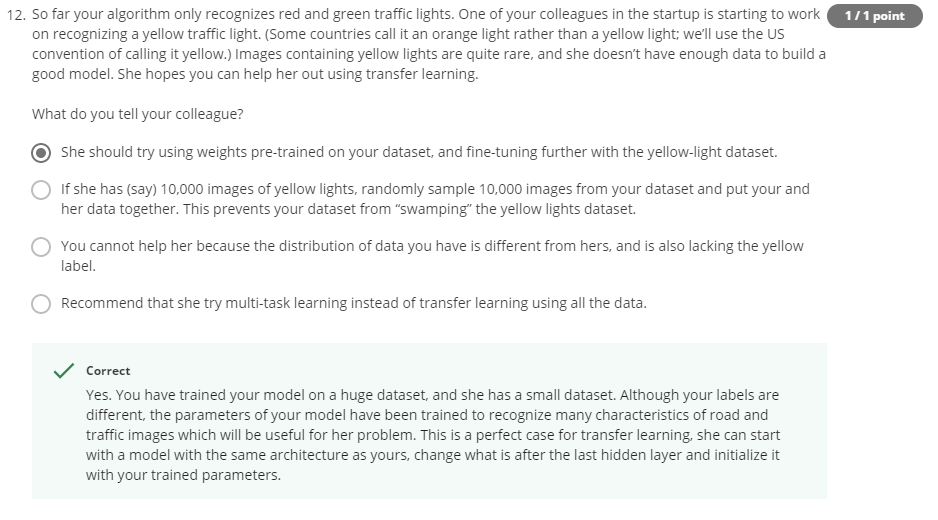 12. So far your algorithm only recognizes red and green traffic lights. One of your colleagues in the startup is starting to work
1 / 1 point
on recognizing a yellow traffic light. (Some countries call it an orange light rather than a yellow light; we'll use the US
convention of calling it yellow.) Images containing yellow lights are quite rare, and she doesn't have enough data to build a
good model. She hopes you can help her out using transfer learning.
What do you tell your colleague?
She should try using weights pre-trained on your dataset, and fine-tuning further with the yellow-light dataset.
If she has (say) 10,000 images of yellow lights, randomly sample 10,000 images from your dataset and put your and
her data together. This prevents your dataset from “swamping” the yellow lights dataset.
You cannot help her because the distribution of data you have is different from hers, and is also lacking the yellow
label.
Recommend that she try multi-task learning instead of transfer learning using all the data.
Correct
Yes. You have trained your model on a huge dataset, and she has a small dataset. Although your labels are
different, the parameters of your model have been trained to recognize many characteristics of road and
traffic images which will be useful for her problem. This is a perfect case for transfer learning, she can start
with a model with the same architecture as yours, change what is after the last hidden layer and initialize it
with your trained parameters.